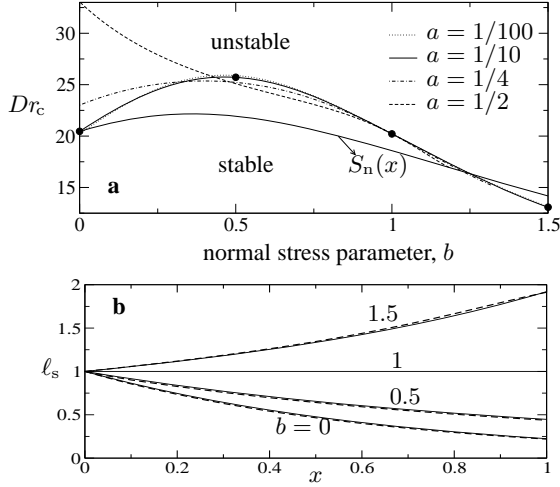 30
25
20
15
Dr_c
unstable
stable
a
S_n(x)
a = 1/100
a = 1/10
a = 1/4
a = 1/2
0 0.5 1 1.5
normal stress parameter, b
2
1.5
1
0.5
0
ℓ_s
b
1.5
1
0.5
b = 0
0 0.2 0.4 0.6 0.8 1
x